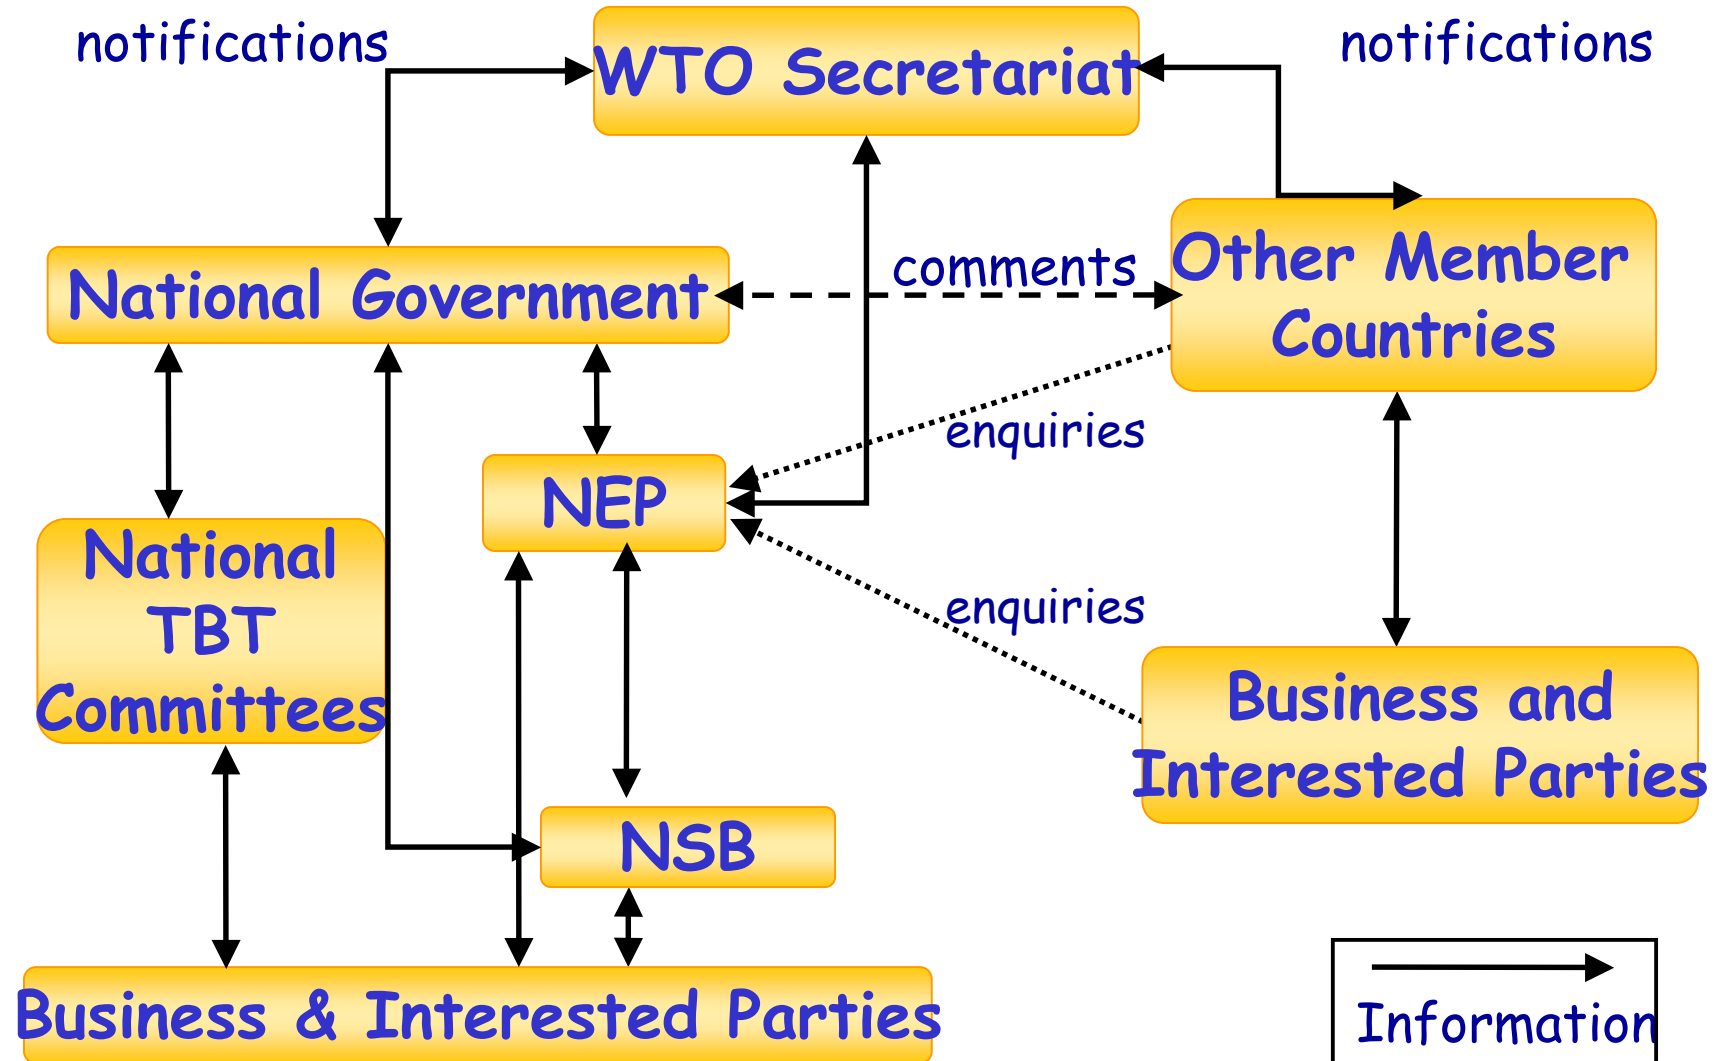 notifications
WTO Secretariat
notifications
National Government
comments
Other Member
Countries
enquiries
NEP
National
TBT
Committees
enquiries
Business and
Interested Parties
NSB
Business & Interested Parties
Information